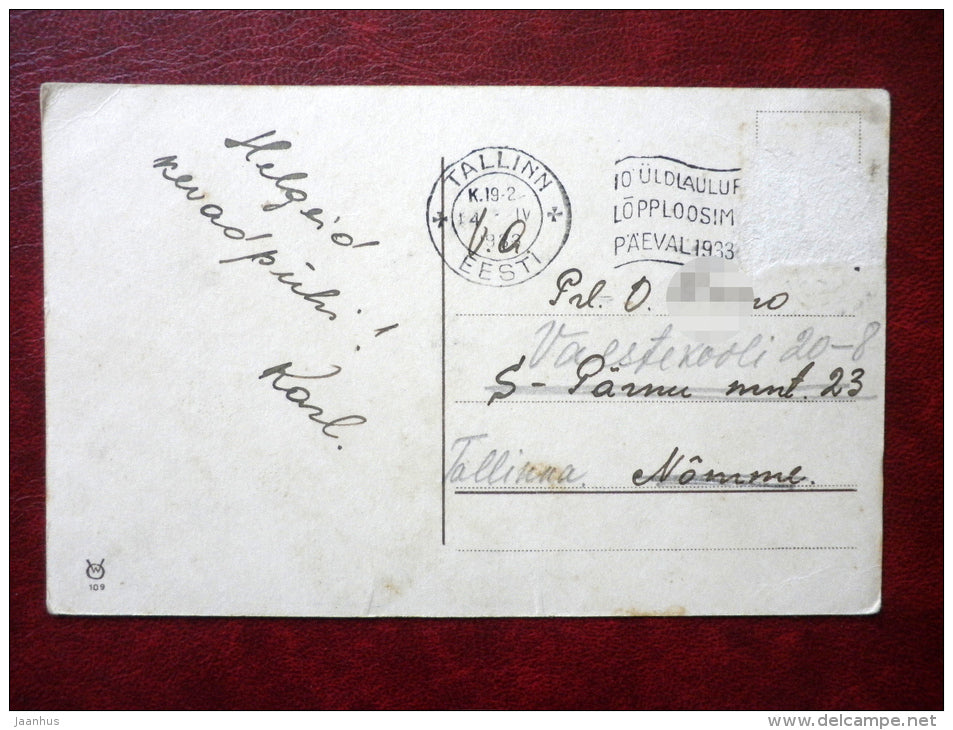 Helgeid
kevadpühi!
Karl.
TALLINN
K.19-2
14 IV
EESTI
V.a.
10 ÜLDLAULUP
LÕPPLOOSIM
PÄEVAL 1933
Prl. O.
Vaestekooli 20-8
S- Pärnu mnt. 23
Tallinna Nõmme.
W
109
Jaanhus
http://www.delcampe.net